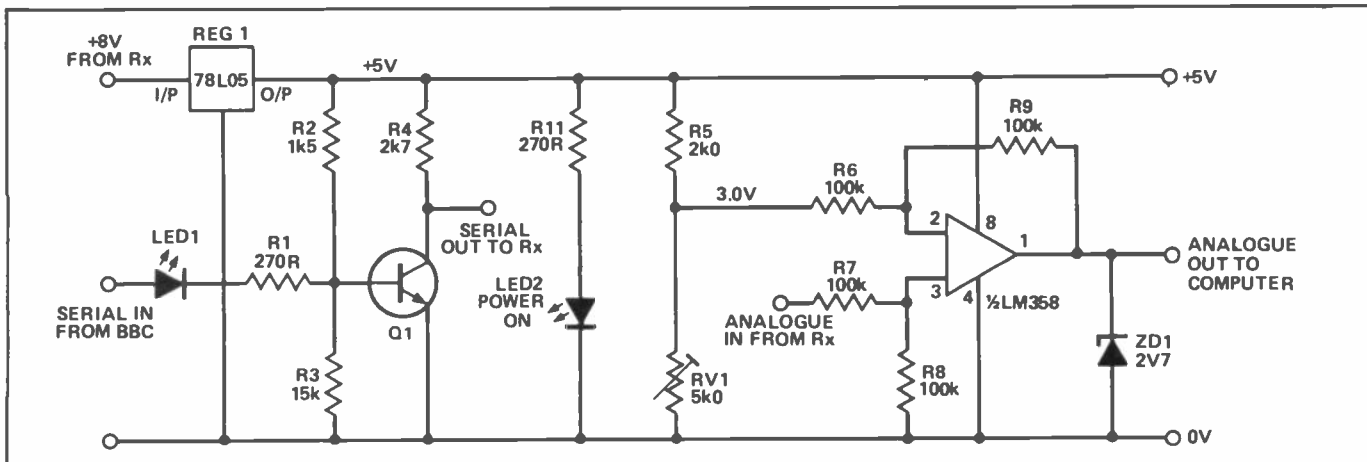 +8V
FROM Rx
REG 1
78L05
I/P
O/P
+5V
+5V
R2
1k5
R4
2k7
R11
270R
R5
2k0
R9
100k
R6
100k
3.0V
2
8
1
3
4
½LM358
ANALOGUE
OUT TO
COMPUTER
LED1
R1
270R
SERIAL
OUT TO Rx
SERIAL IN
FROM BBC
Q1
LED2
POWER
ON
R7
100k
ANALOGUE
IN FROM Rx
ZD1
2V7
R3
15k
RV1
5k0
R8
100k
0V